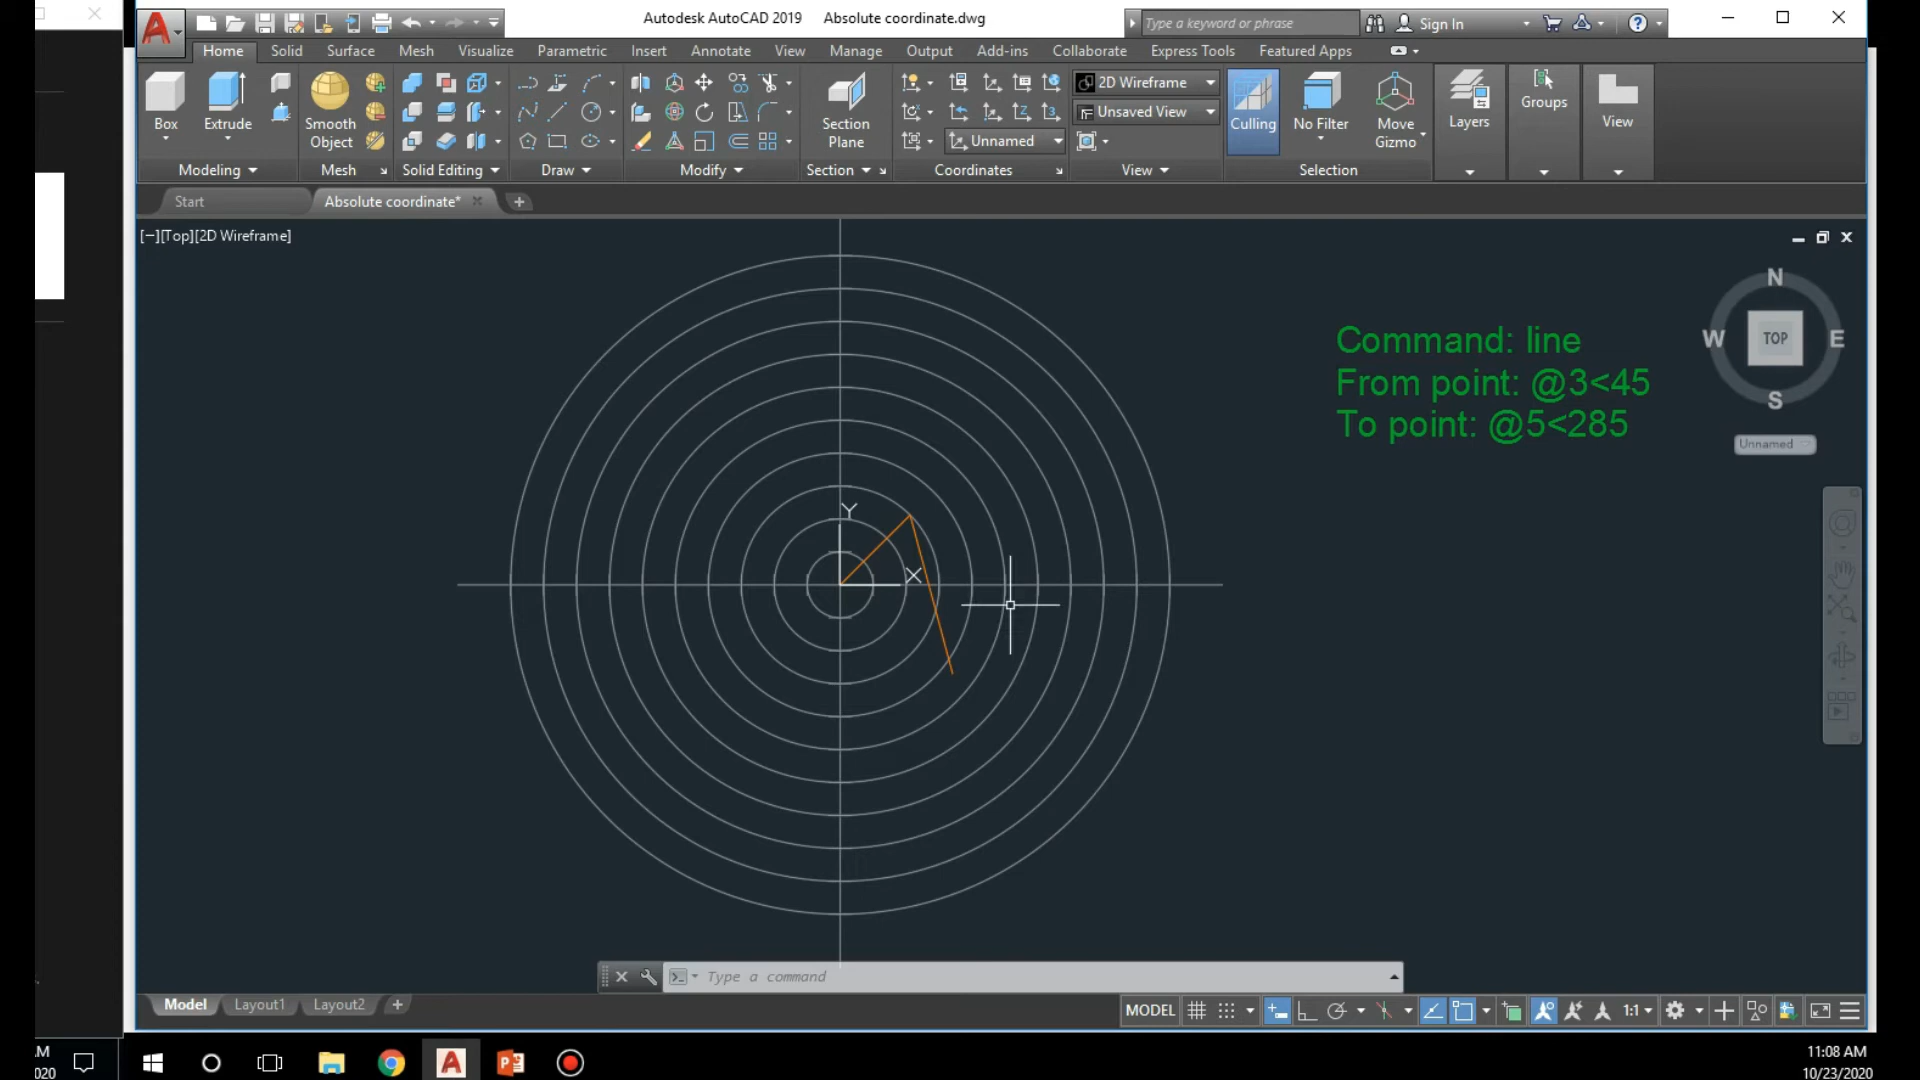 Autodesk AutoCAD 2019 Absolute coordinate.dwg
Type a keyword or phrase
Sign In
Home Solid Surface Mesh Visualize Parametric Insert Annotate View Manage Output Add-ins Collaborate Express Tools Featured Apps
Box
Extrude
Smooth
Object
Section
Plane
Unnamed
2D Wireframe
Unsaved View
Culling
No Filter
Move
Gizmo
Layers
Groups
View
Modeling Mesh Solid Editing Draw Modify Section Coordinates View Selection
Start Absolute coordinate*
[−][Top][2D Wireframe]
N
W TOP E
S
Unnamed
Command: line
From point: @3<45
To point: @5<285
Y
X
Type a command
Model Layout1 Layout2
MODEL
1:1
AM
020
11:08 AM
10/23/2020